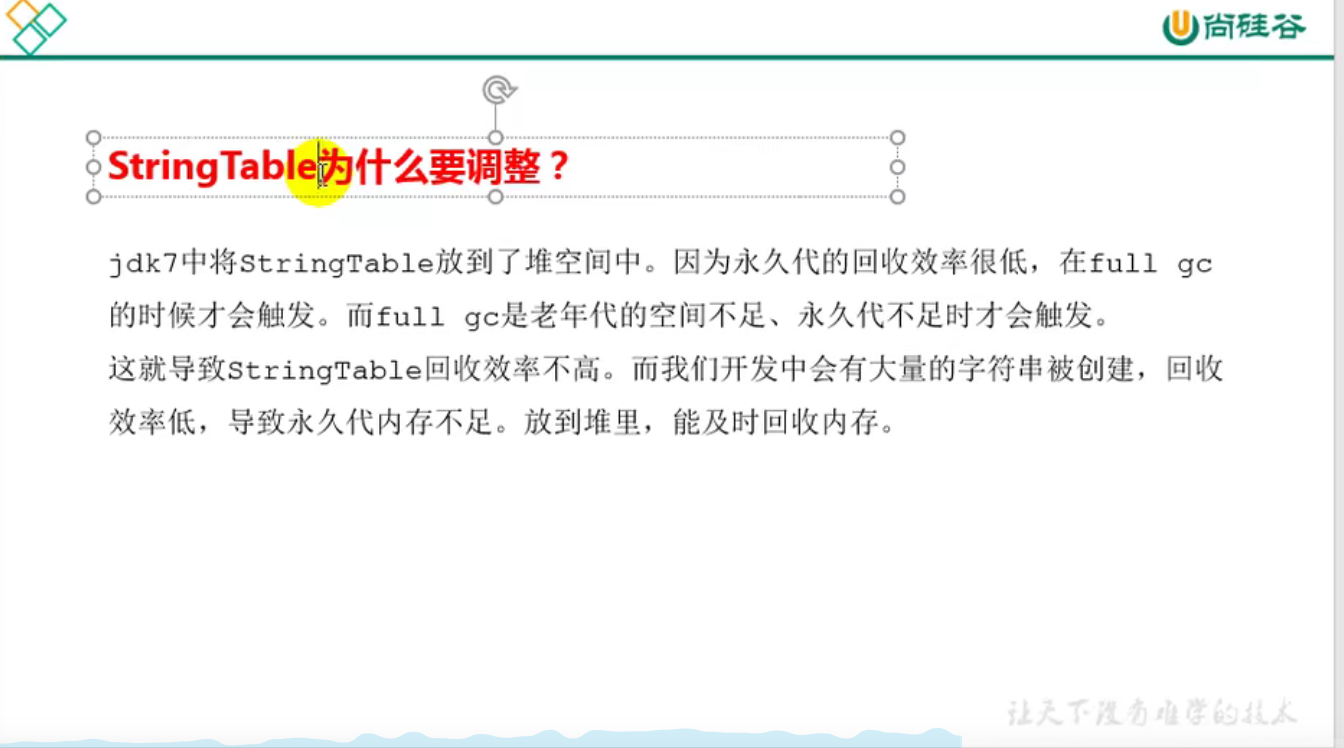 尚硅谷
StringTable为什么要调整？
jdk7中将StringTable放到了堆空间中。因为永久代的回收效率很低，在full gc
的时候才会触发。而full gc是老年代的空间不足、永久代不足时才会触发。
这就导致StringTable回收效率不高。而我们开发中会有大量的字符串被创建，回收
效率低，导致永久代内存不足。放到堆里，能及时回收内存。
让天下没有难学的技术